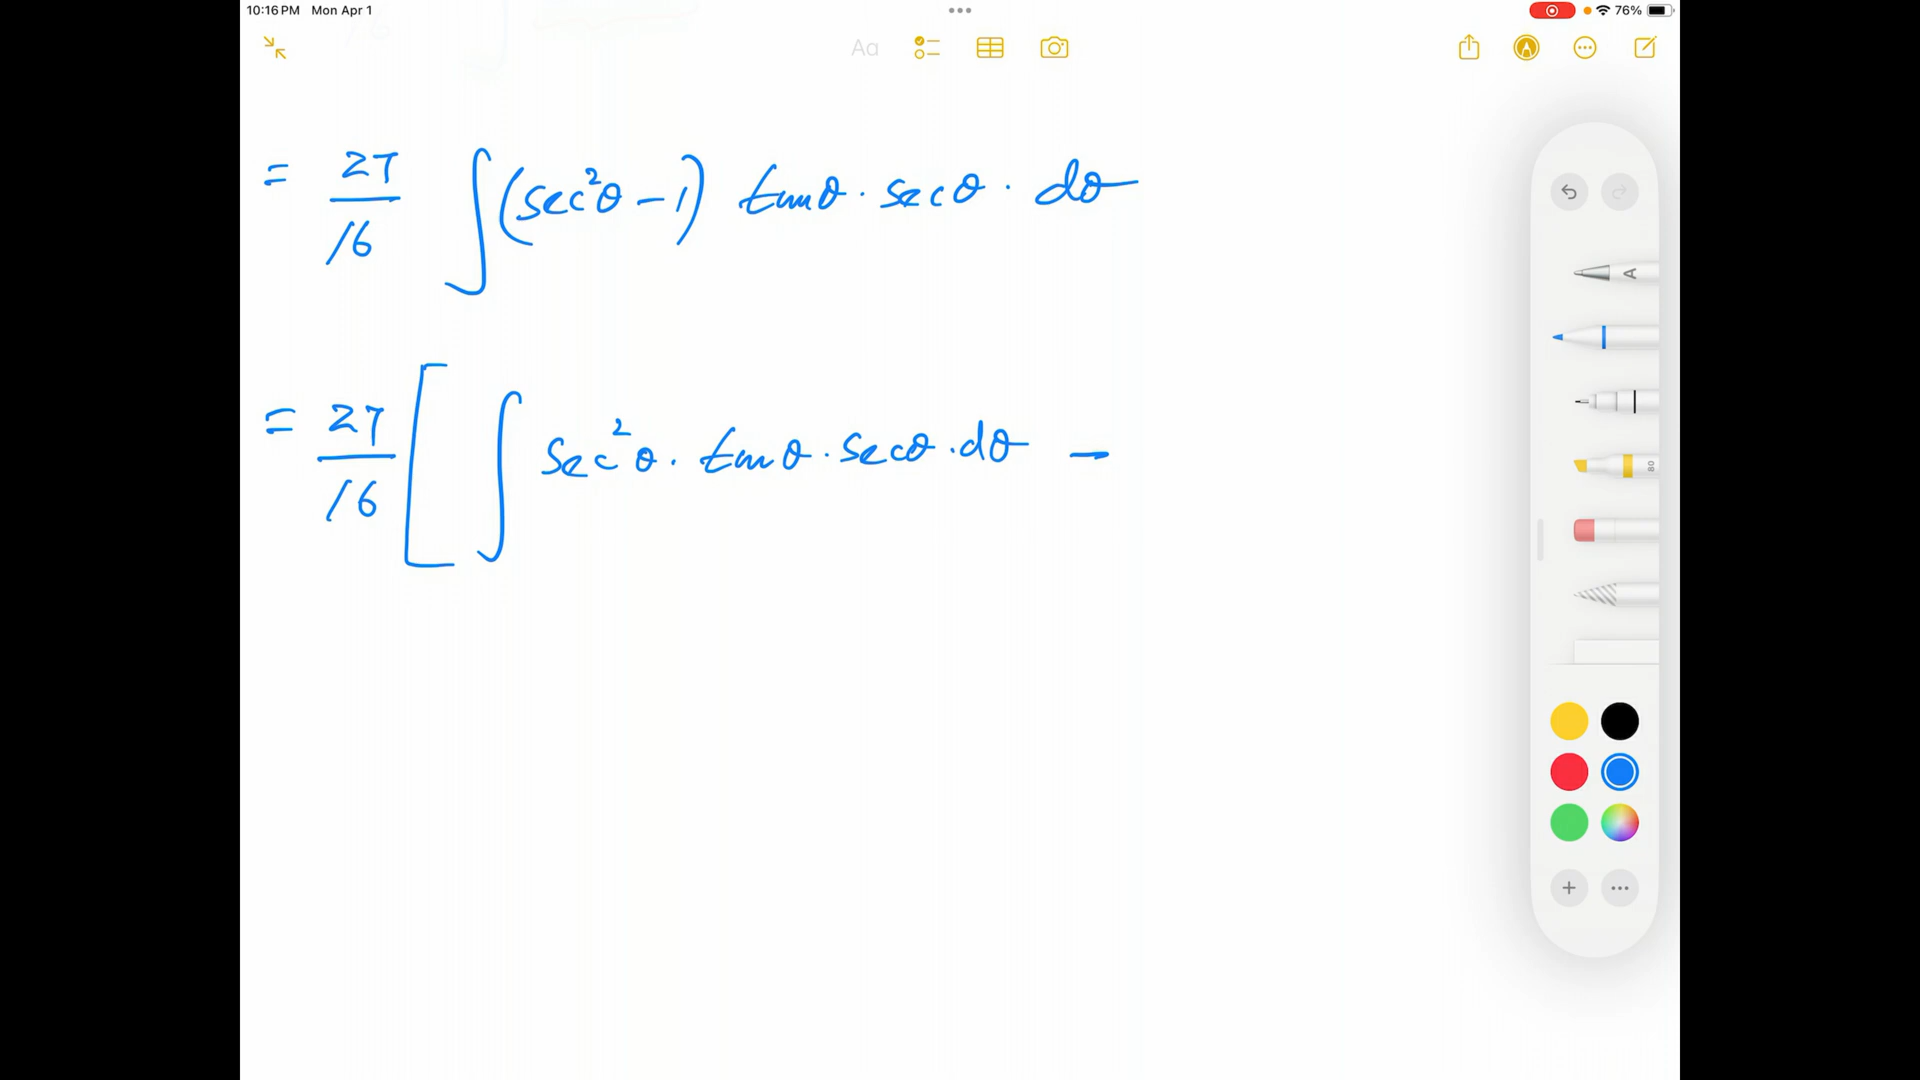 10:16 PM Mon Apr 1
76%
Aa
= 27/16 ∫(sec²θ - 1) tanθ · secθ · dθ
= 27/16 [ ∫ sec²θ · tanθ · secθ · dθ -
A
80